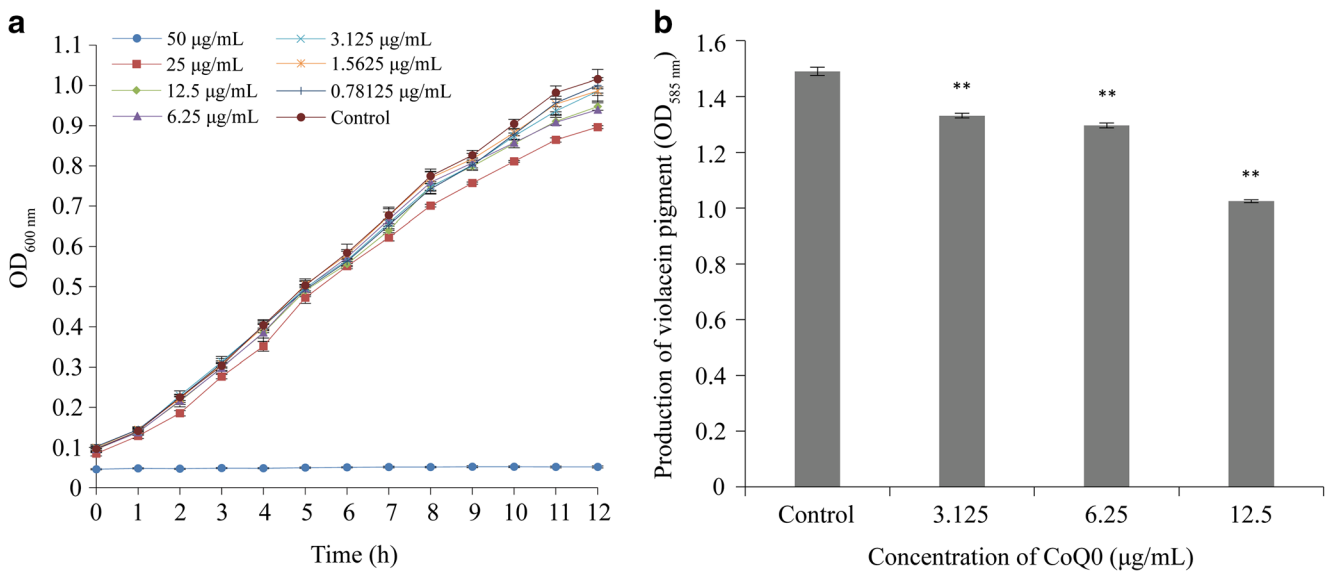 a
1.1
1.0
0.9
0.8
0.7
0.6
0.5
0.4
0.3
0.2
0.1
0
OD600 nm
50 μg/mL
25 μg/mL
12.5 μg/mL
6.25 μg/mL
3.125 μg/mL
1.5625 μg/mL
0.78125 μg/mL
Control
0 1 2 3 4 5 6 7 8 9 10 11 12
Time (h)
b
1.6
1.4
1.2
1.0
0.8
0.6
0.4
0.2
0
Production of violacein pigment (OD585 nm)
**
**
**
Control 3.125 6.25 12.5
Concentration of CoQ0 (μg/mL)